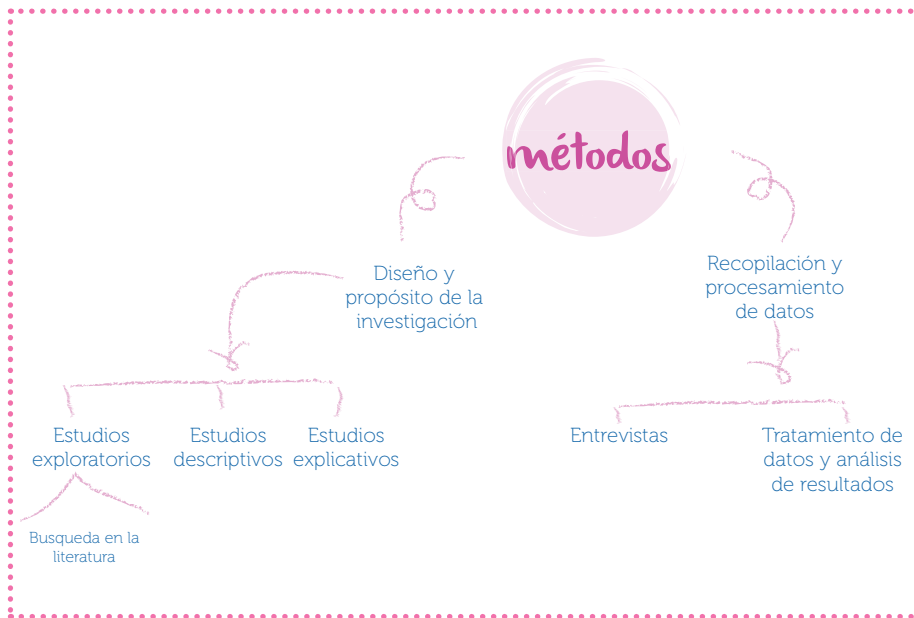 métodos
Diseño y
propósito de la
investigación
Recopilación y
procesamiento
de datos
Estudios
exploratorios
Estudios
descriptivos
Estudios
explicativos
Entrevistas
Tratamiento de
datos y análisis
de resultados
Busqueda en la
literatura